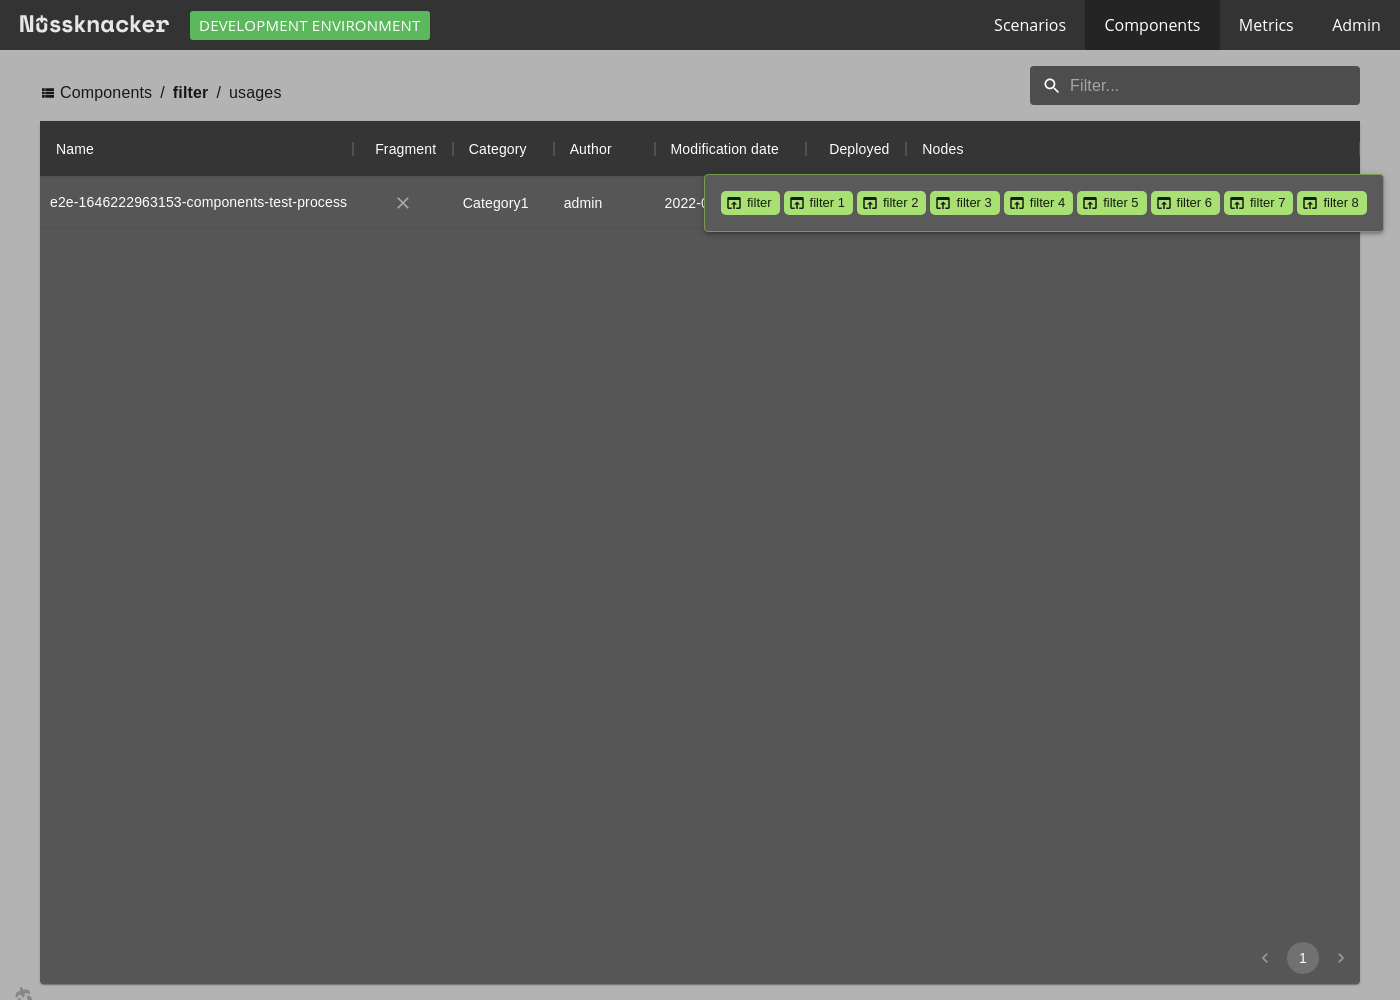 Nussknacker DEVELOPMENT ENVIRONMENT Scenarios Components Metrics Admin
Components / filter / usages
Filter...
Name Fragment Category Author Modification date Deployed Nodes
e2e-1646222963153-components-test-process Category1 admin 2022-0 filter filter 1 filter 2 filter 3 filter 4 filter 5 filter 6 filter 7 filter 8
1